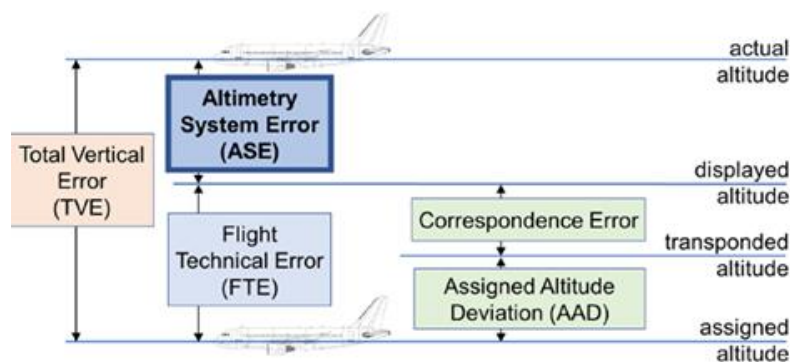 actual
altitude
Altimetry
System Error
(ASE)
Total Vertical
Error
(TVE)
displayed
altitude
Correspondence Error
Flight
Technical Error
(FTE)
transponded
altitude
Assigned Altitude
Deviation (AAD)
assigned
altitude